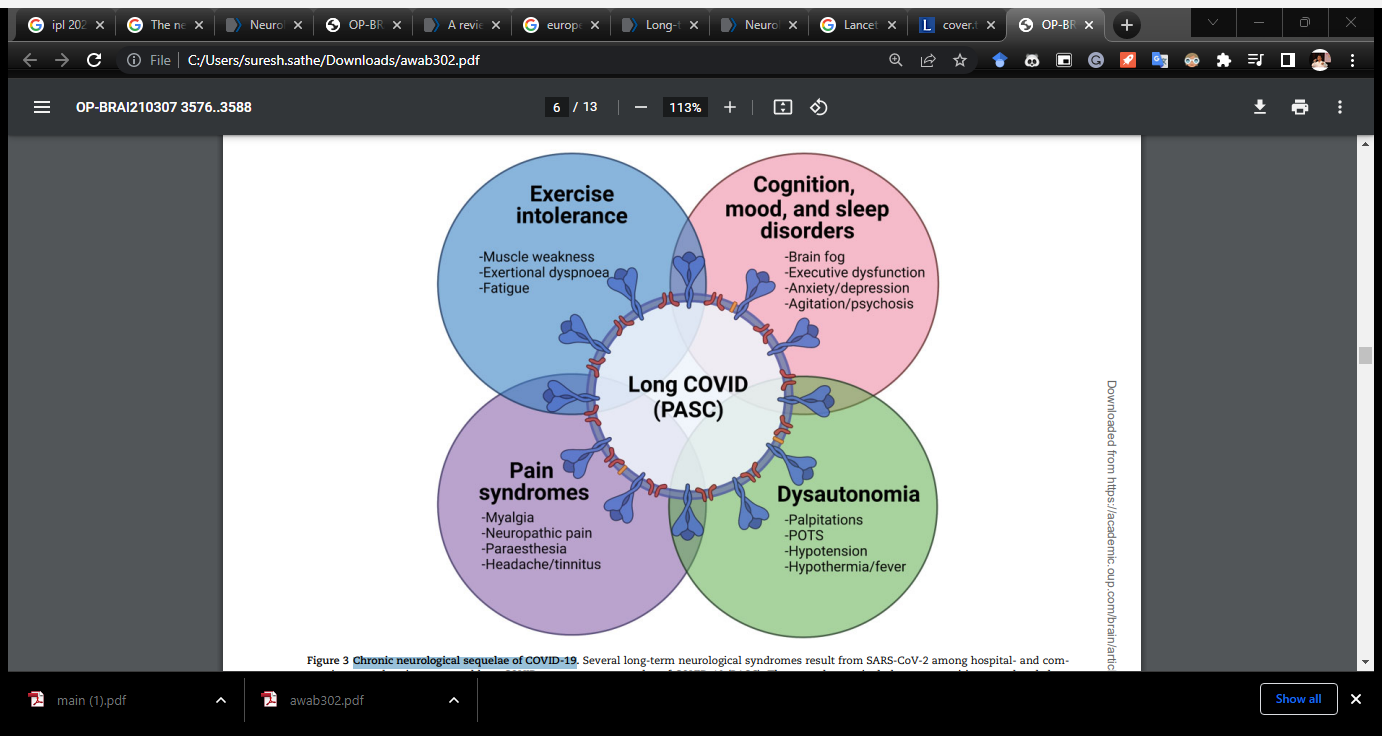 ipl 202
The ne
Neuro
OP-BR
A revie
europe
Long-t
Neuro
Lancet
cover.t
OP-BR
File C:/Users/suresh.sathe/Downloads/awab302.pdf
OP-BRAI210307 3576..3588
6 / 13
113%
Exercise
intolerance
-Muscle weakness
-Exertional dyspnoea
-Fatigue
Cognition,
mood, and sleep
disorders
-Brain fog
-Executive dysfunction
-Anxiety/depression
-Agitation/psychosis
Long COVID
(PASC)
Pain
syndromes
-Myalgia
-Neuropathic pain
-Paraesthesia
-Headache/tinnitus
Dysautonomia
-Palpitations
-POTS
-Hypotension
-Hypothermia/fever
Downloaded from https://academic.oup.com/brain/artic
Figure 3 Chronic neurological sequelae of COVID-19. Several long-term neurological syndromes result from SARS-CoV-2 among hospital- and com-
main (1).pdf
awab302.pdf
Show all